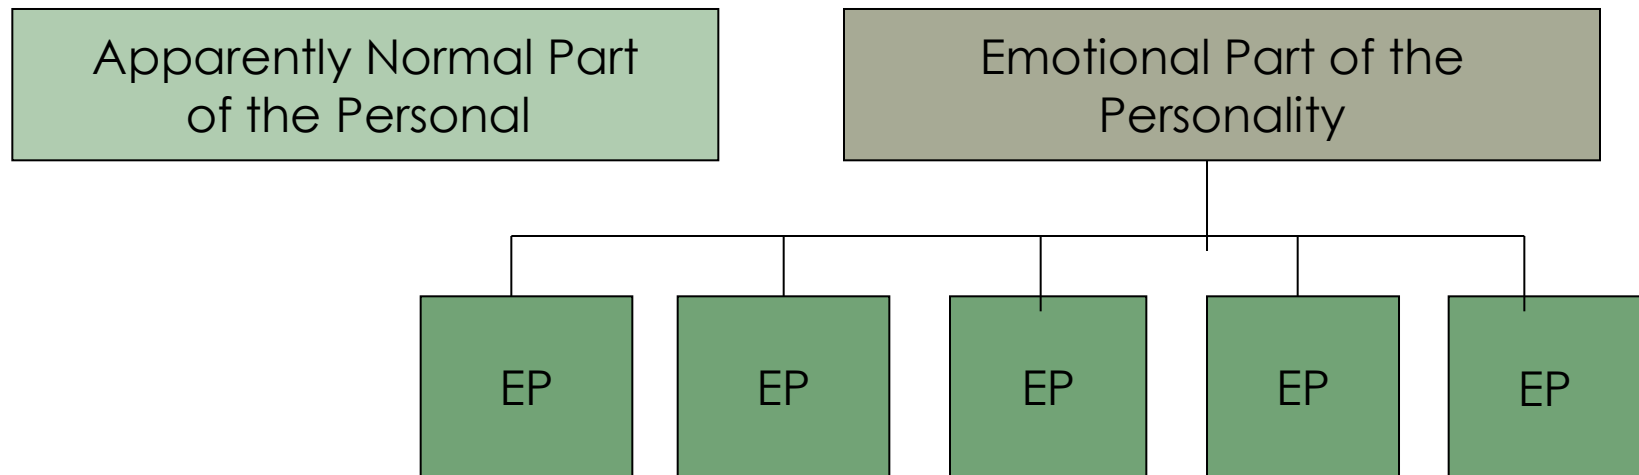 Apparently Normal Part
of the Personal
Emotional Part of the
Personality
EP
EP
EP
EP
EP